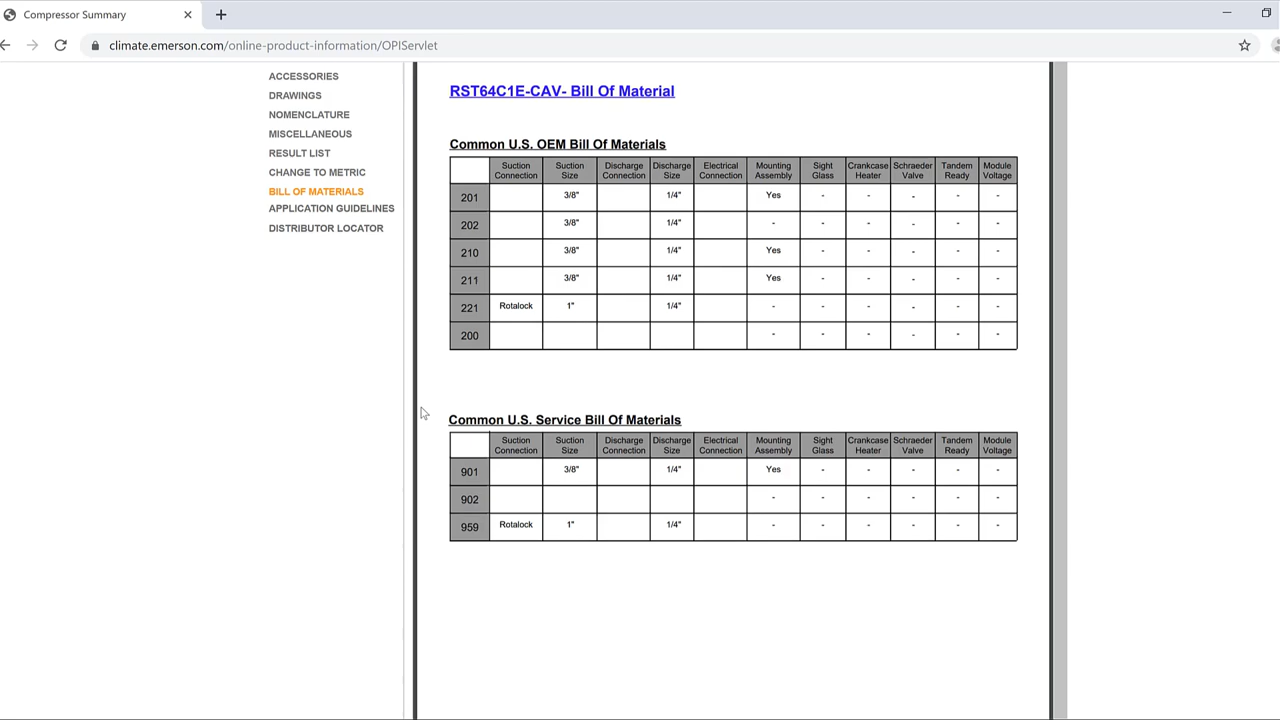 Compressor Summary
climate.emerson.com/online-product-information/OPIServlet
ACCESSORIES
DRAWINGS
NOMENCLATURE
MISCELLANEOUS
RESULT LIST
CHANGE TO METRIC
BILL OF MATERIALS
APPLICATION GUIDELINES
DISTRIBUTOR LOCATOR
RST64C1E-CAV- Bill Of Material
Common U.S. OEM Bill Of Materials
Suction Connection Suction Size Discharge Connection Discharge Size Electrical Connection Mounting Assembly Sight Glass Crankcase Heater Schraeder Valve Tandem Ready Module Voltage
201 3/8" 1/4" Yes - - - - -
202 3/8" 1/4" - - - - - -
210 3/8" 1/4" Yes - - - - -
211 3/8" 1/4" Yes - - - - -
221 Rotalock 1" 1/4" - - - - - -
200 - - - - - -
Common U.S. Service Bill Of Materials
Suction Connection Suction Size Discharge Connection Discharge Size Electrical Connection Mounting Assembly Sight Glass Crankcase Heater Schraeder Valve Tandem Ready Module Voltage
901 3/8" 1/4" Yes - - - - -
902 - - - - - -
959 Rotalock 1" 1/4" - - - - - -